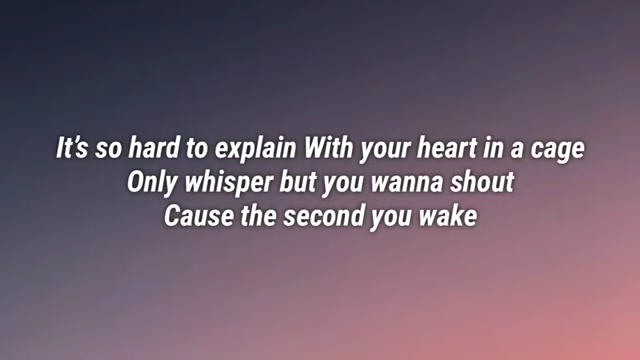 It's so hard to explain With your heart in a cage
Only whisper but you wanna shout
Cause the second you wake